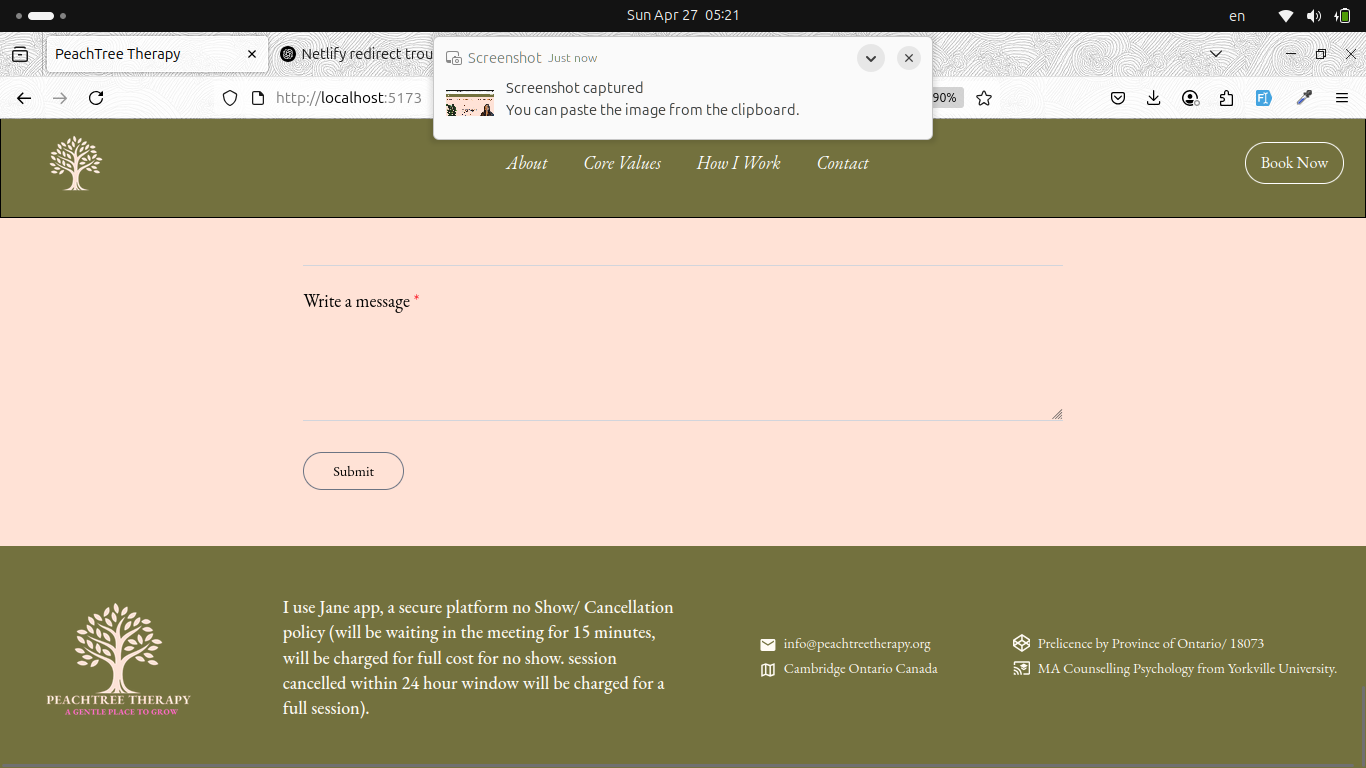 Sun Apr 27 05:21
en
PeachTree Therapy
Netlify redirect trou
Screenshot Just now
Screenshot captured
You can paste the image from the clipboard.
http://localhost:5173
90%
About Core Values How I Work Contact
Book Now
Write a message *
Submit
PEACHTREE THERAPY
A GENTLE PLACE TO GROW
I use Jane app, a secure platform no Show/ Cancellation
policy (will be waiting in the meeting for 15 minutes,
will be charged for full cost for no show. session
cancelled within 24 hour window will be charged for a
full session).
info@peachtreetherapy.org
Cambridge Ontario Canada
Prelicence by Province of Ontario/ 18073
MA Counselling Psychology from Yorkville University.